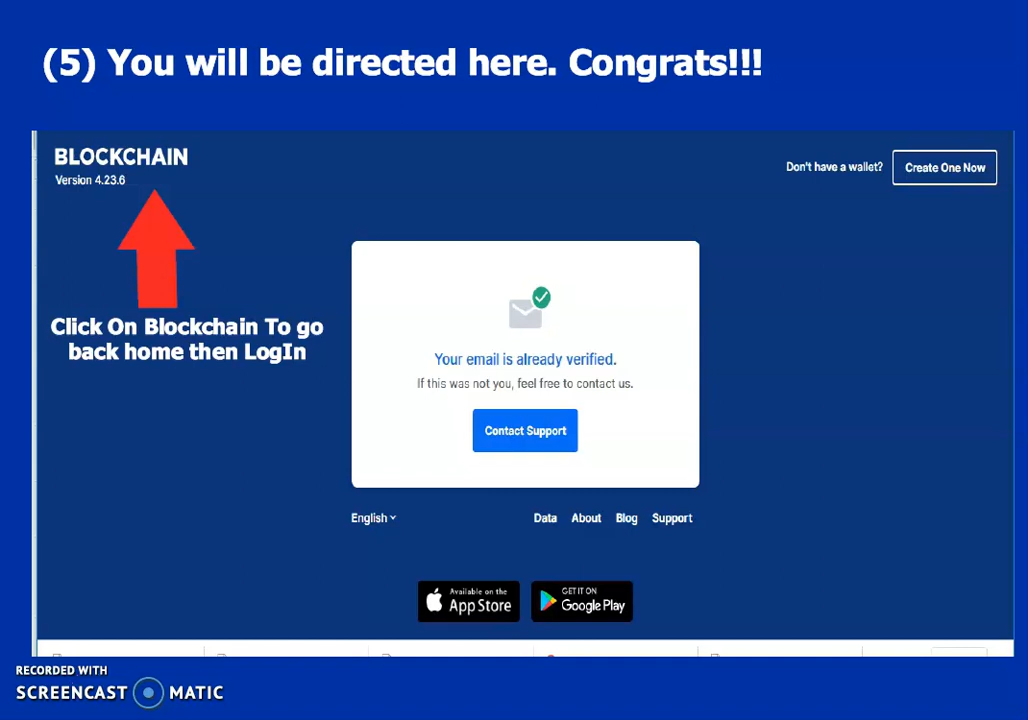 (5) You will be directed here. Congrats!!!
BLOCKCHAIN
Version 4.23.6
Don't have a wallet?
Create One Now
Click On Blockchain To go
back home then LogIn
Your email is already verified.
If this was not you, feel free to contact us.
Contact Support
English
Data About Blog Support
Available on the
App Store
GET IT ON
Google Play
RECORDED WITH
SCREENCAST MATIC